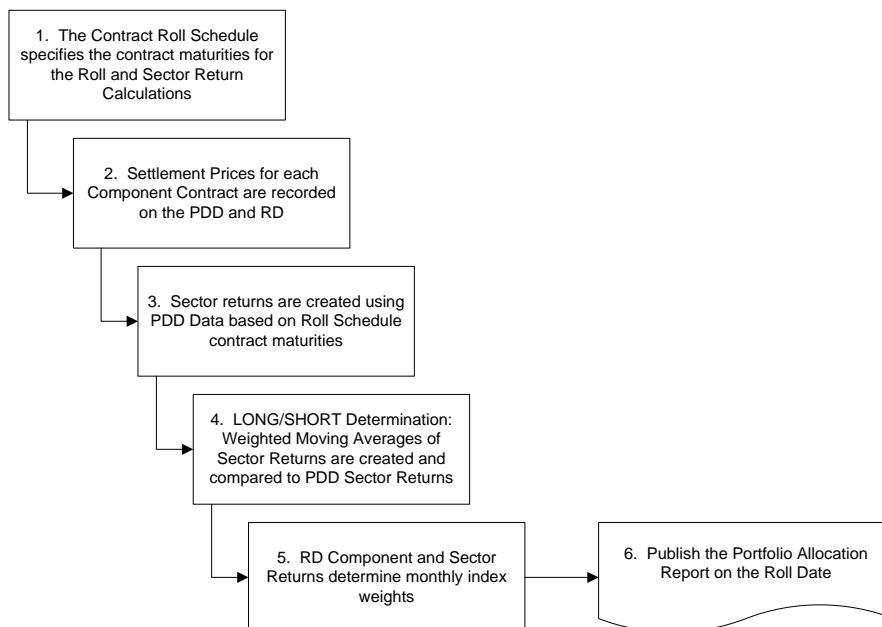 1. The Contract Roll Schedule
specifies the contract maturities for
the Roll and Sector Return
Calculations
2. Settlement Prices for each
Component Contract are recorded
on the PDD and RD
3. Sector returns are created using
PDD Data based on Roll Schedule
contract maturities
4. LONG/SHORT Determination:
Weighted Moving Averages of
Sector Returns are created and
compared to PDD Sector Returns
5. RD Component and Sector
Returns determine monthly index
weights
6. Publish the Portfolio Allocation
Report on the Roll Date